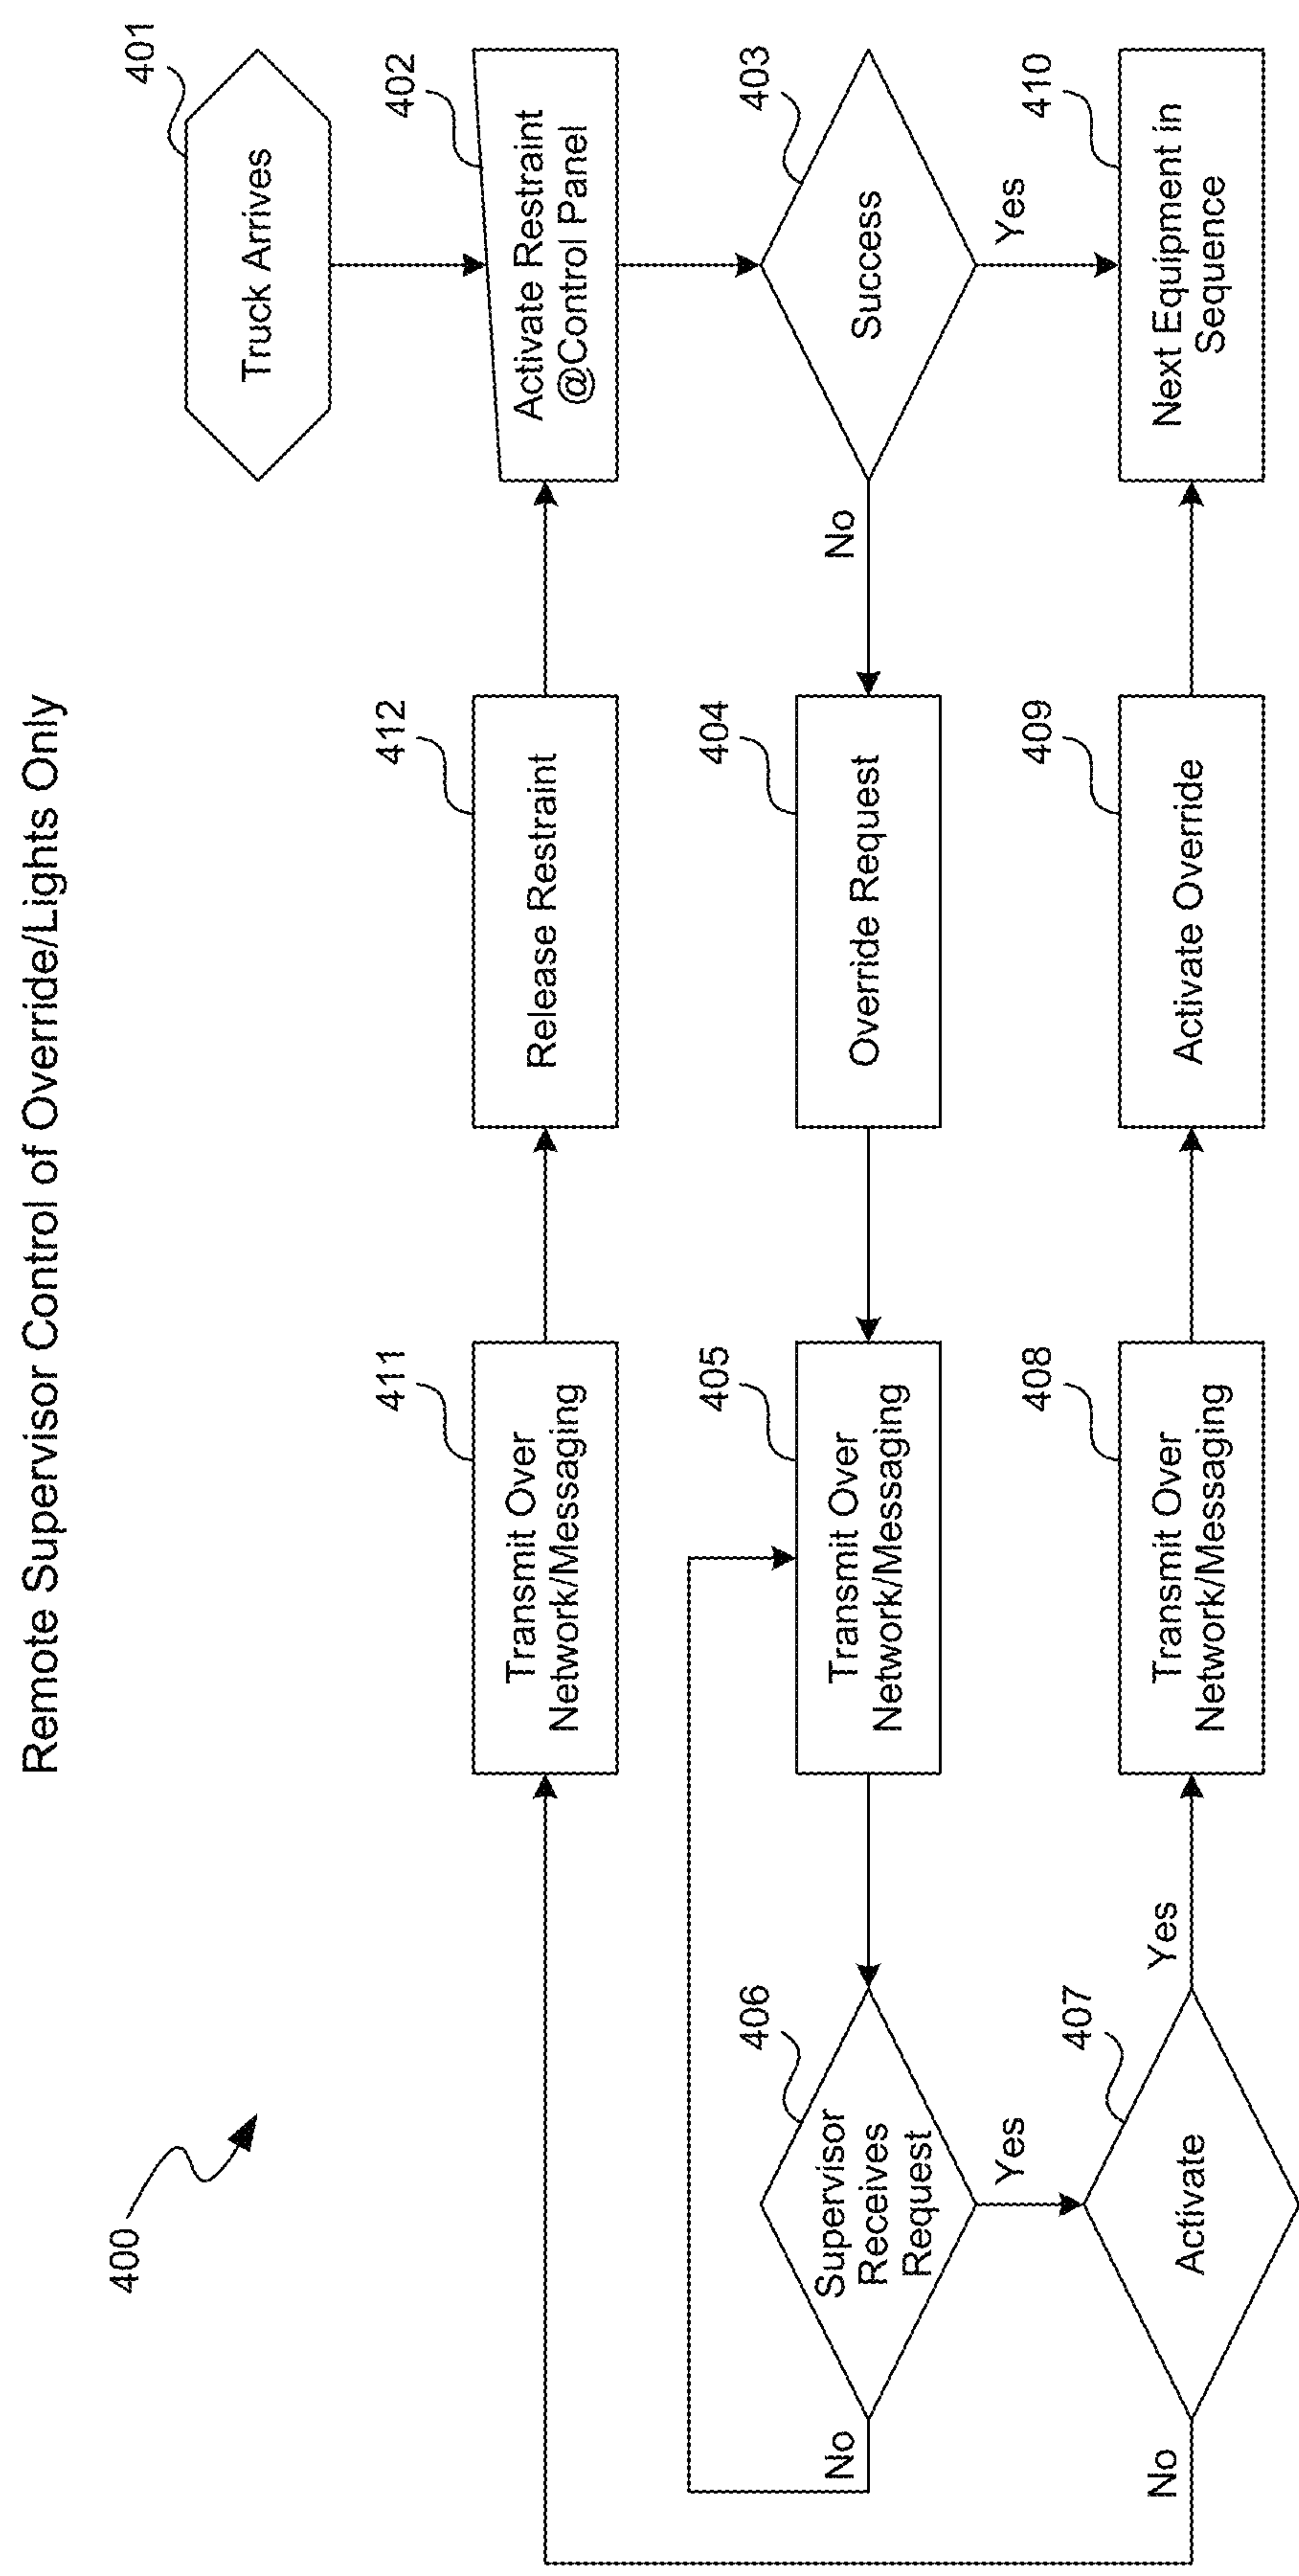 Remote Supervisor Control of Override/Lights Only
400
401
Truck Arrives
402
Activate Restraint
@Control Panel
403
Success
No
Yes
404
Override Request
405
Transmit Over
Network/Messaging
406
Supervisor
Receives
Request
No
Yes
407
Activate
No
Yes
408
Transmit Over
Network/Messaging
409
Activate Override
410
Next Equipment in
Sequence
411
Transmit Over
Network/Messaging
412
Release Restraint